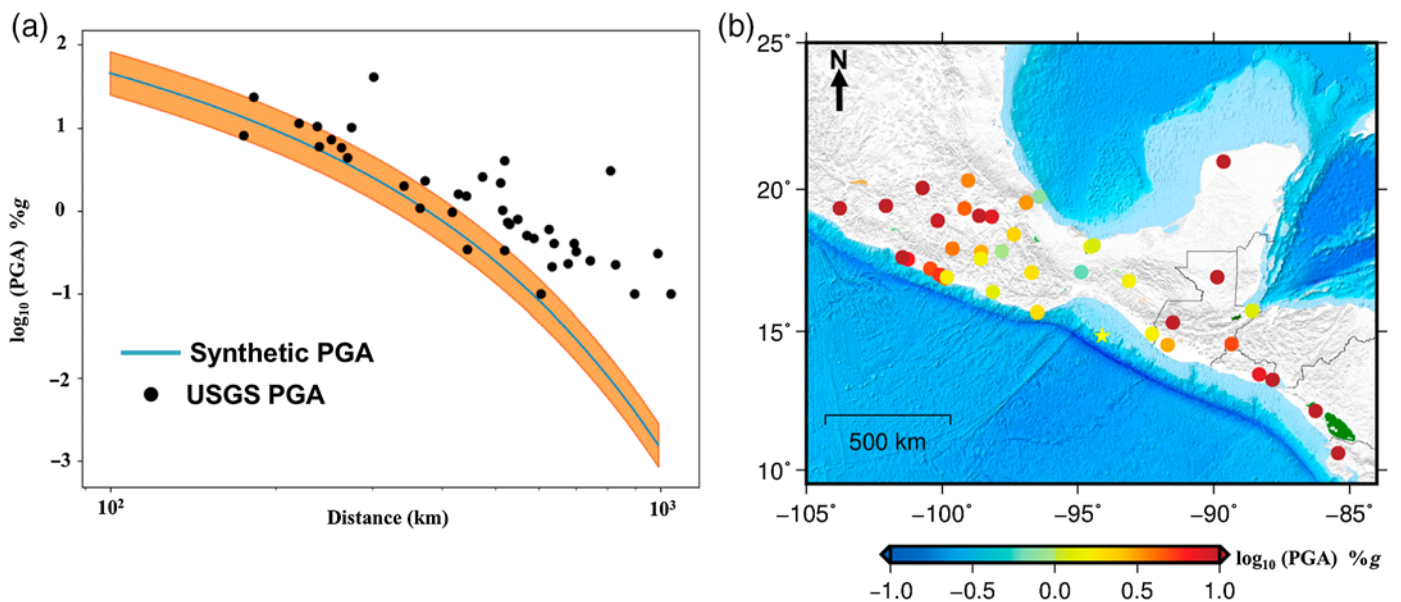 (a)
2
1
0
−1
−2
−3
log₁₀ (PGA) %g
Synthetic PGA
USGS PGA
10²
10³
Distance (km)
(b)
25°
20°
15°
10°
N
500 km
−105°
−100°
−95°
−90°
−85°
log₁₀ (PGA) %g
−1.0
−0.5
0.0
0.5
1.0